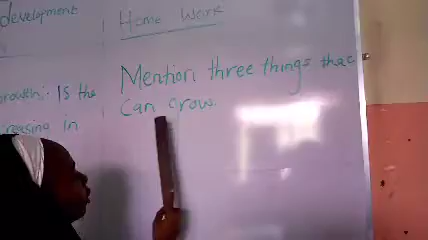 development
Home Work
Mention three things that
growth:- Is the
can grow.
creasing in